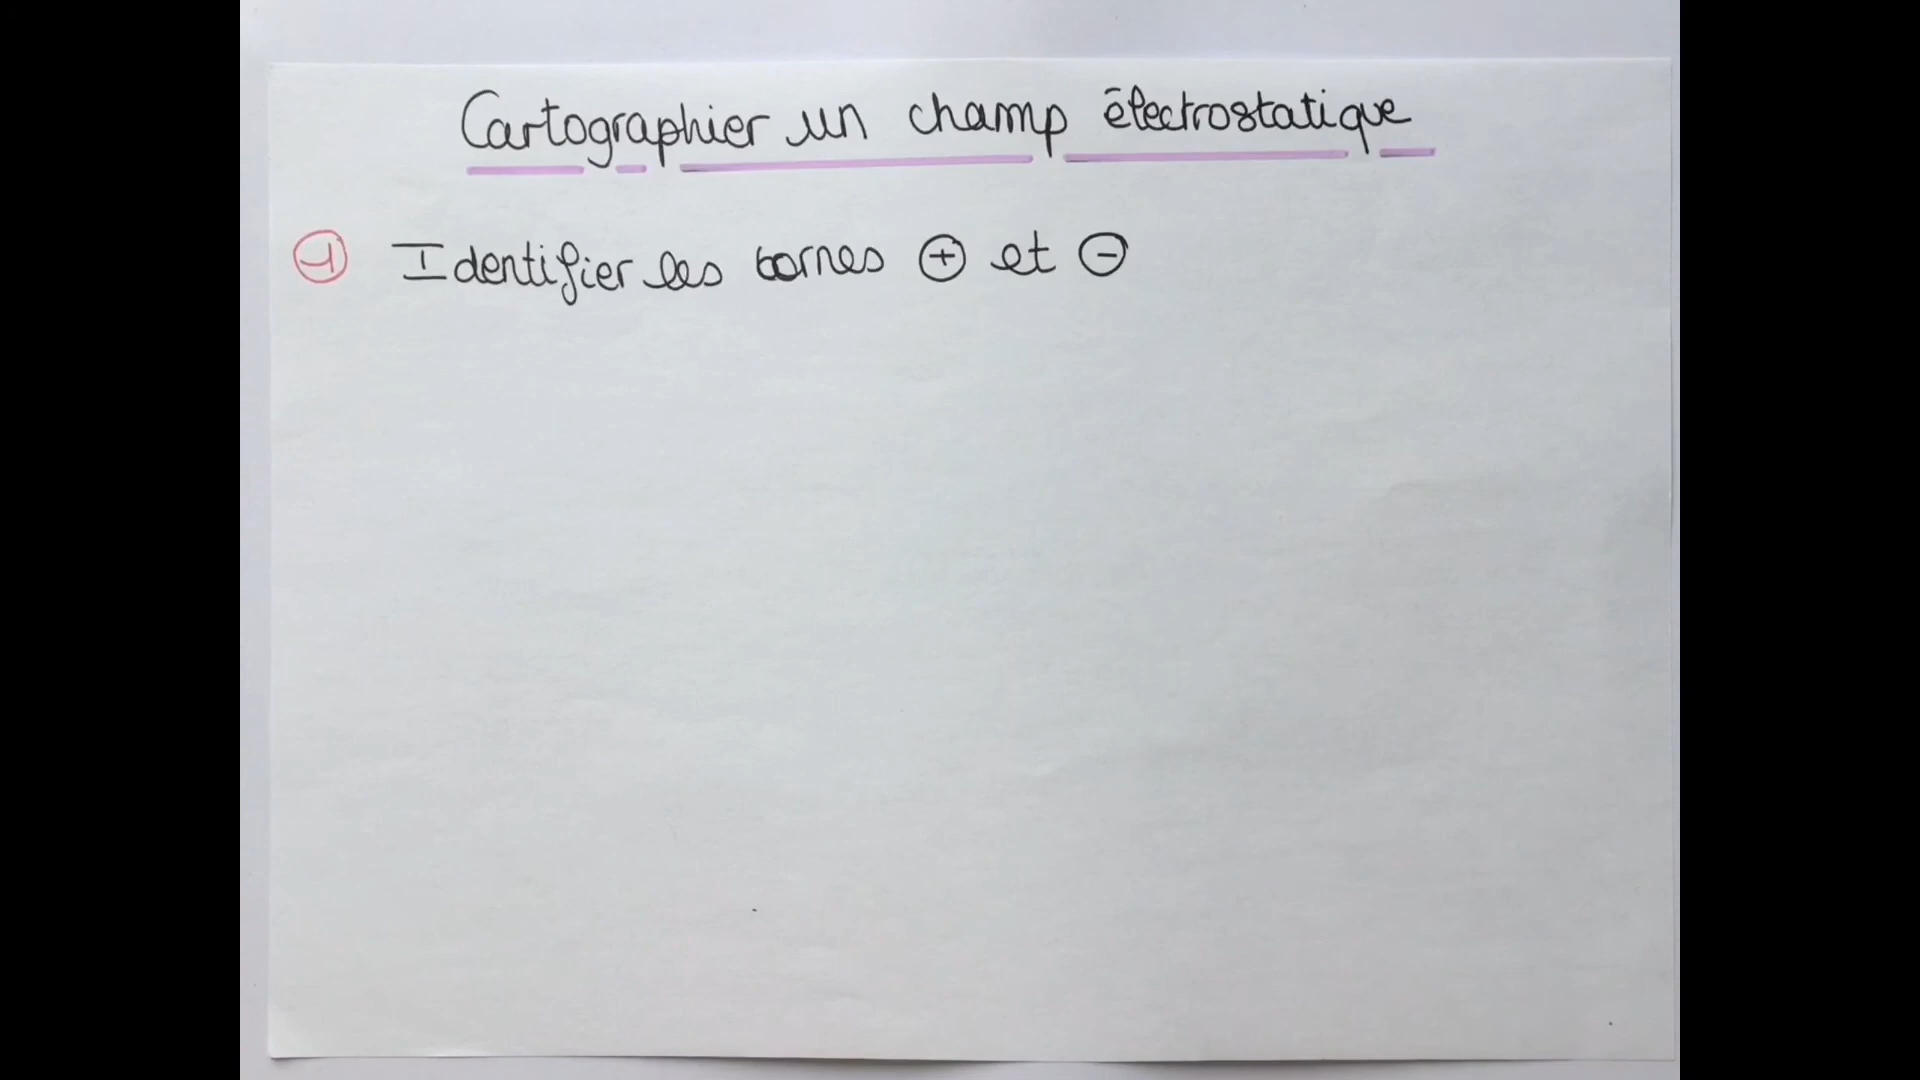 Cartographier un champ électrostatique
1 Identifier les bornes + et -